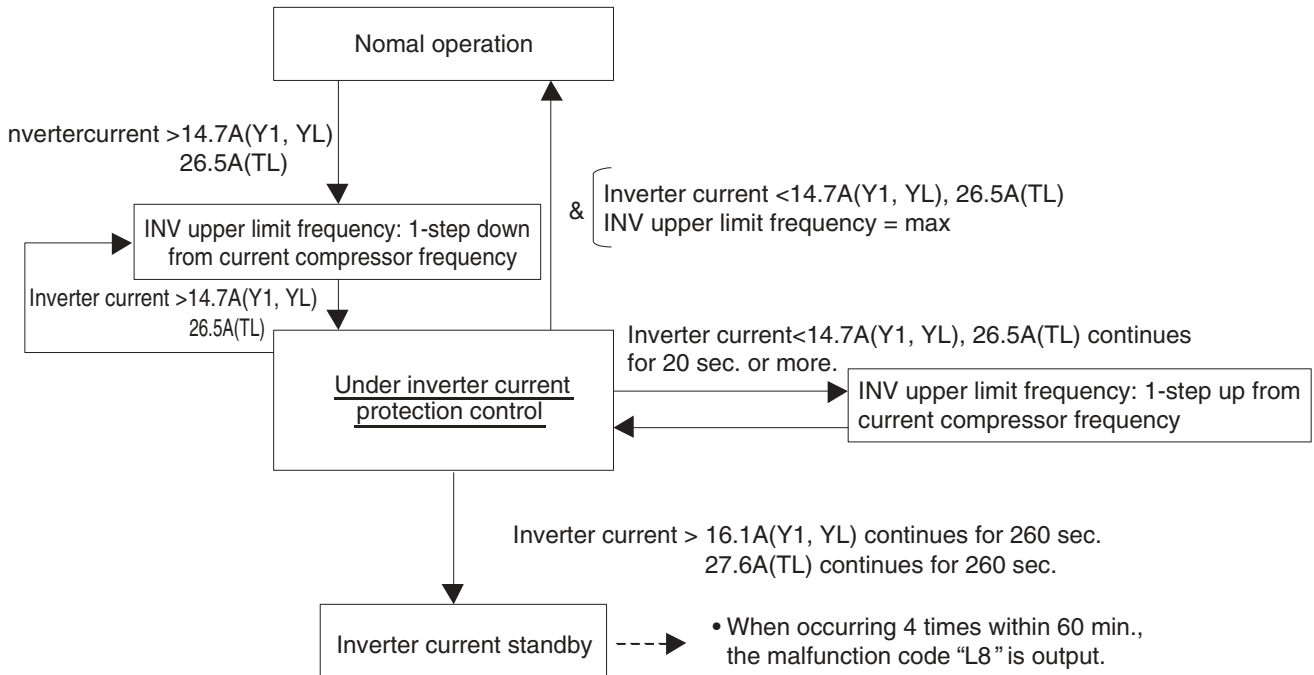 Nomal operation
nvertercurrent >14.7A(Y1, YL)
26.5A(TL)
&
Inverter current <14.7A(Y1, YL), 26.5A(TL)
INV upper limit frequency = max
INV upper limit frequency: 1-step down
from current compressor frequency
Inverter current >14.7A(Y1, YL)
26.5A(TL)
Under inverter current
protection control
Inverter current<14.7A(Y1, YL), 26.5A(TL) continues
for 20 sec. or more.
INV upper limit frequency: 1-step up from
current compressor frequency
Inverter current > 16.1A(Y1, YL) continues for 260 sec.
27.6A(TL) continues for 260 sec.
Inverter current standby
• When occurring 4 times within 60 min.,
the malfunction code “L8” is output.